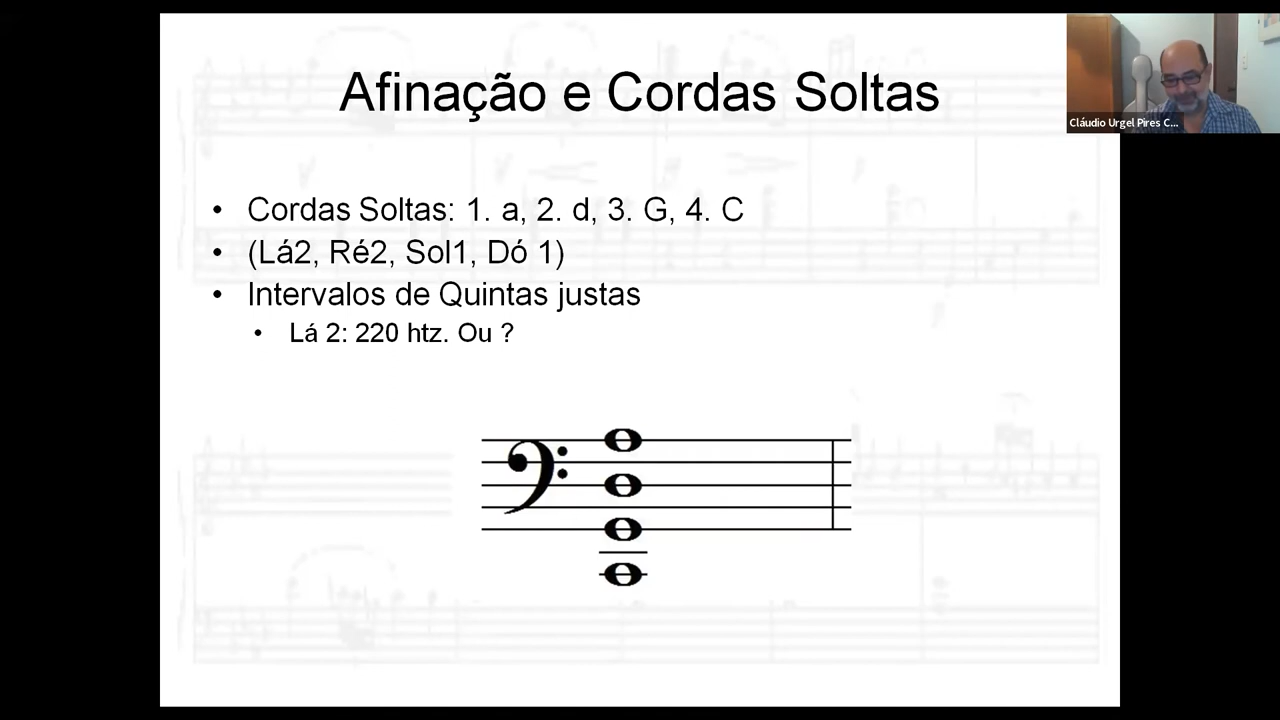 Afinação e Cordas Soltas
Cláudio Urgel Pires C...
• Cordas Soltas: 1. a, 2. d, 3. G, 4. C
• (Lá2, Ré2, Sol1, Dó 1)
• Intervalos de Quintas justas
• Lá 2: 220 htz. Ou ?